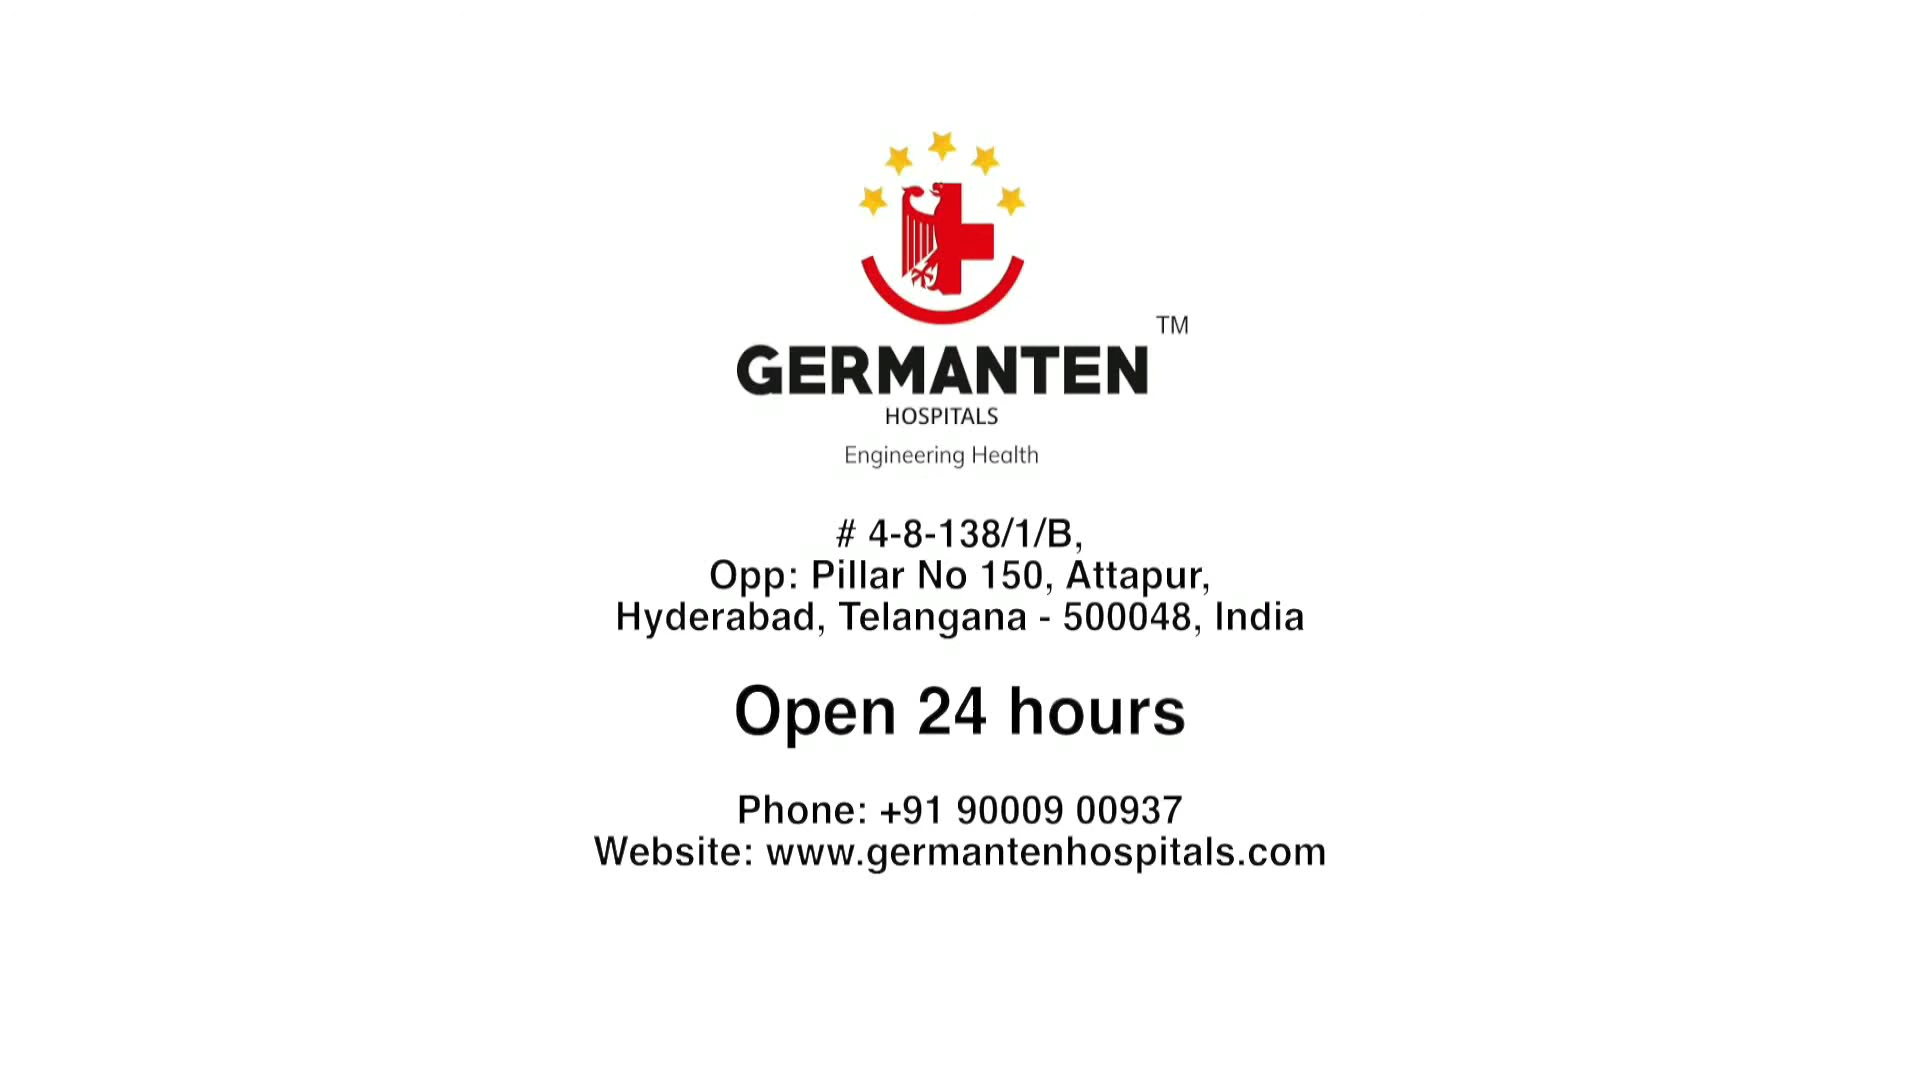 TM
GERMANTEN
HOSPITALS
Engineering Health
# 4-8-138/1/B,
Opp: Pillar No 150, Attapur,
Hyderabad, Telangana - 500048, India
Open 24 hours
Phone: +91 90009 00937
Website: www.germantenhospitals.com